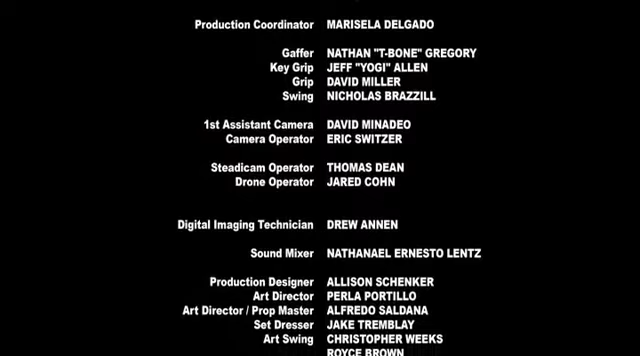 Production Coordinator MARISELA DELGADO
Gaffer NATHAN "T-BONE" GREGORY
Key Grip JEFF "YOGI" ALLEN
Grip DAVID MILLER
Swing NICHOLAS BRAZZILL
1st Assistant Camera DAVID MINADEO
Camera Operator ERIC SWITZER
Steadicam Operator THOMAS DEAN
Drone Operator JARED COHN
Digital Imaging Technician DREW ANNEN
Sound Mixer NATHANAEL ERNESTO LENTZ
Production Designer ALLISON SCHENKER
Art Director PERLA PORTILLO
Art Director / Prop Master ALFREDO SALDANA
Set Dresser JAKE TREMBLAY
Art Swing CHRISTOPHER WEEKS
ROYCE BROWN